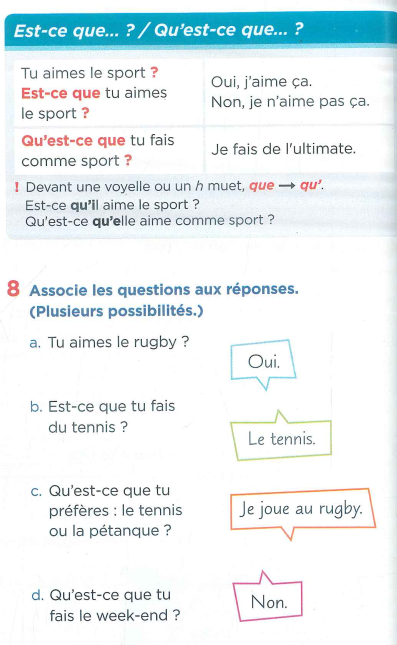 Est-ce que... ? / Qu'est-ce que... ?
Tu aimes le sport ?
Est-ce que tu aimes
le sport ?
Oui, j'aime ça.
Non, je n'aime pas ça.
Qu'est-ce que tu fais
comme sport ?
Je fais de l'ultimate.
! Devant une voyelle ou un h muet, que → qu'.
Est-ce qu'il aime le sport ?
Qu'est-ce qu'elle aime comme sport ?
8 Associe les questions aux réponses.
(Plusieurs possibilités.)
a. Tu aimes le rugby ?
Oui.
b. Est-ce que tu fais
du tennis ?
Le tennis.
c. Qu'est-ce que tu
préfères : le tennis
ou la pétanque ?
Je joue au rugby.
d. Qu'est-ce que tu
fais le week-end ?
Non.